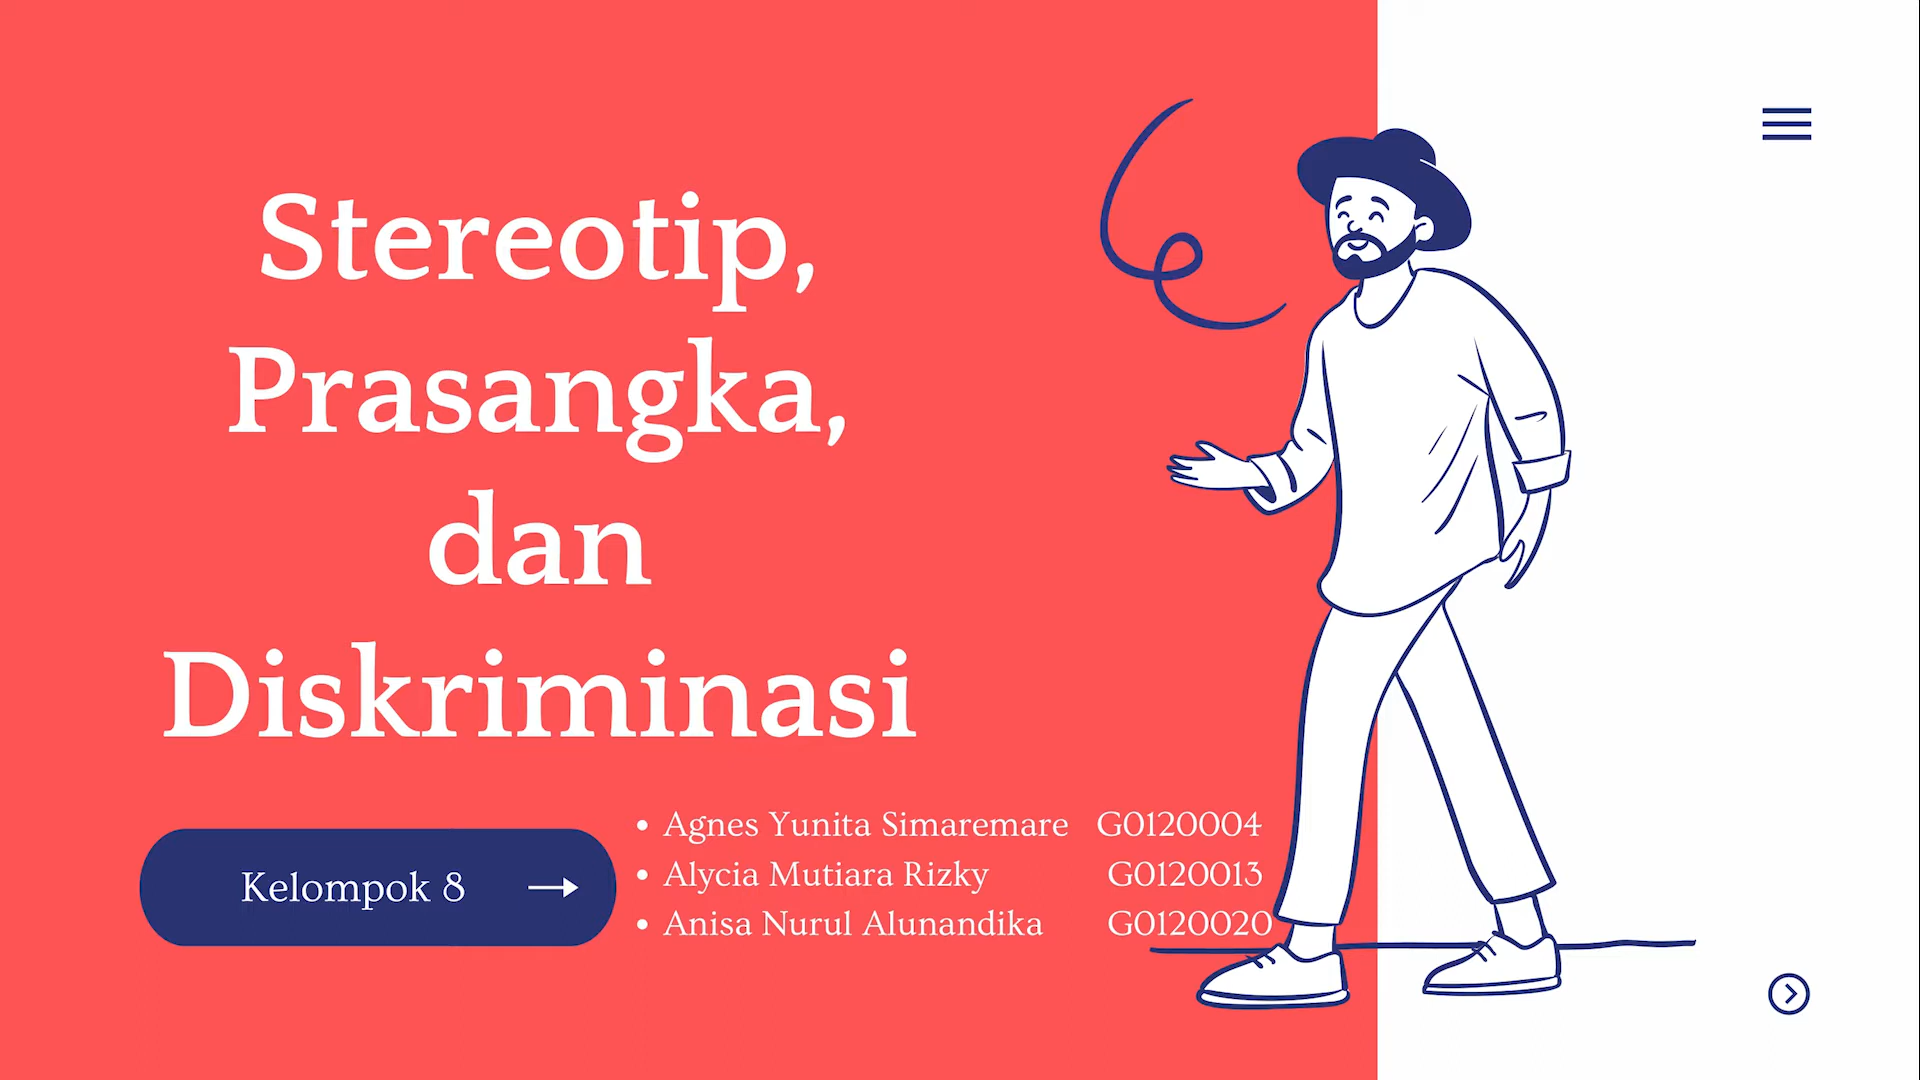 Stereotip,
Prasangka,
dan
Diskriminasi
Kelompok 8
Agnes Yunita Simaremare G0120004
Alycia Mutiara Rizky G0120013
Anisa Nurul Alunandika G0120020